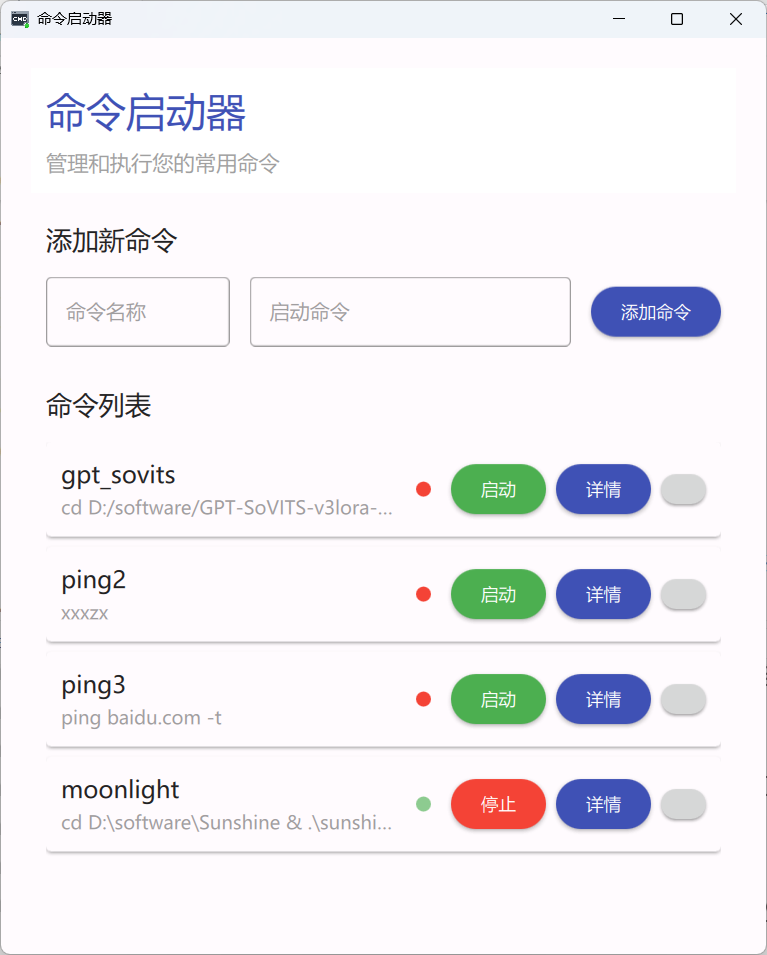 CMD 命令启动器
命令启动器
管理和执行您的常用命令
添加新命令
命令名称 启动命令 添加命令
命令列表
gpt_sovits
cd D:/software/GPT-SoVITS-v3lora-...
启动 详情
ping2
xxxzx
启动 详情
ping3
ping baidu.com -t
启动 详情
moonlight
cd D:\software\Sunshine & .\sunshi...
停止 详情